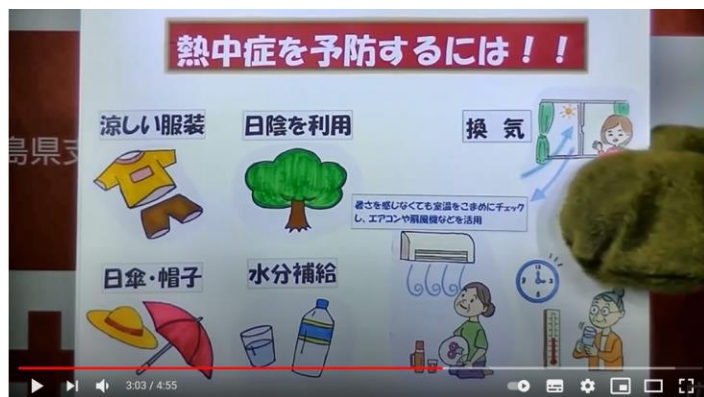 熱中症を予防するには！！
涼しい服装
日陰を利用
換気
島県支
暑さを感じなくても室温をこまめにチェック
し、エアコンや扇風機などを活用
日傘・帽子
水分補給
3:03 / 4:55